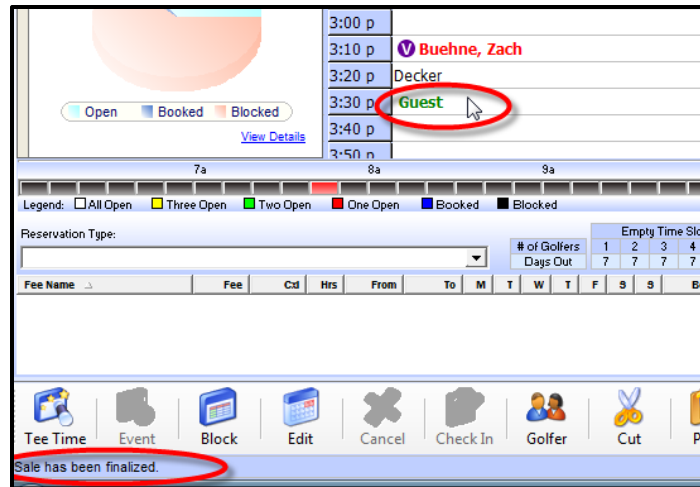 3:00 p
3:10 p V Buehne, Zach
3:20 p Decker
3:30 p Guest
3:40 p
3:50 p
Open Booked Blocked
View Details
7a 8a 9a
Legend: All Open Three Open Two Open One Open Booked Blocked
Reservation Type:
Empty Time Slo
# of Golfers 1 2 3 4
Days Out 7 7 7 7
Fee Name Fee Cxl Hrs From To M T W T F S S B
Tee Time Event Block Edit Cancel Check In Golfer Cut P
Sale has been finalized.